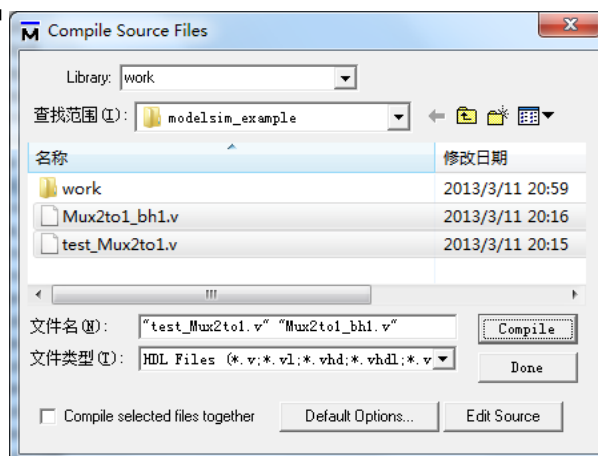 Compile Source Files
Library: work
查找范围(I): modelsim_example
名称 修改日期
work 2013/3/11 20:59
Mux2to1_bh1.v 2013/3/11 20:16
test_Mux2to1.v 2013/3/11 20:15
文件名(N): "test_Mux2to1.v" "Mux2to1_bh1.v" Compile
文件类型(T): HDL Files (*.v;*.vl;*.vhd;*.vhdl;*.v Done
Compile selected files together Default Options... Edit Source